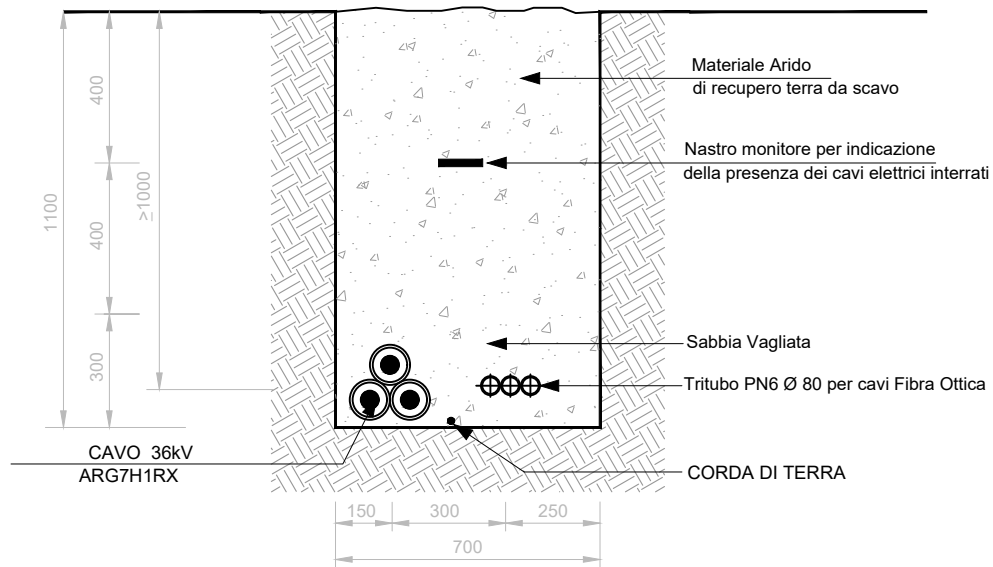 Materiale Arido
di recupero terra da scavo
Nastro monitore per indicazione
della presenza dei cavi elettrici interrati
Sabbia Vagliata
Tritubo PN6 Ø 80 per cavi Fibra Ottica
CORDA DI TERRA
CAVO 36kV
ARG7H1RX
1100
400
400
300
≥1000
150
300
250
700